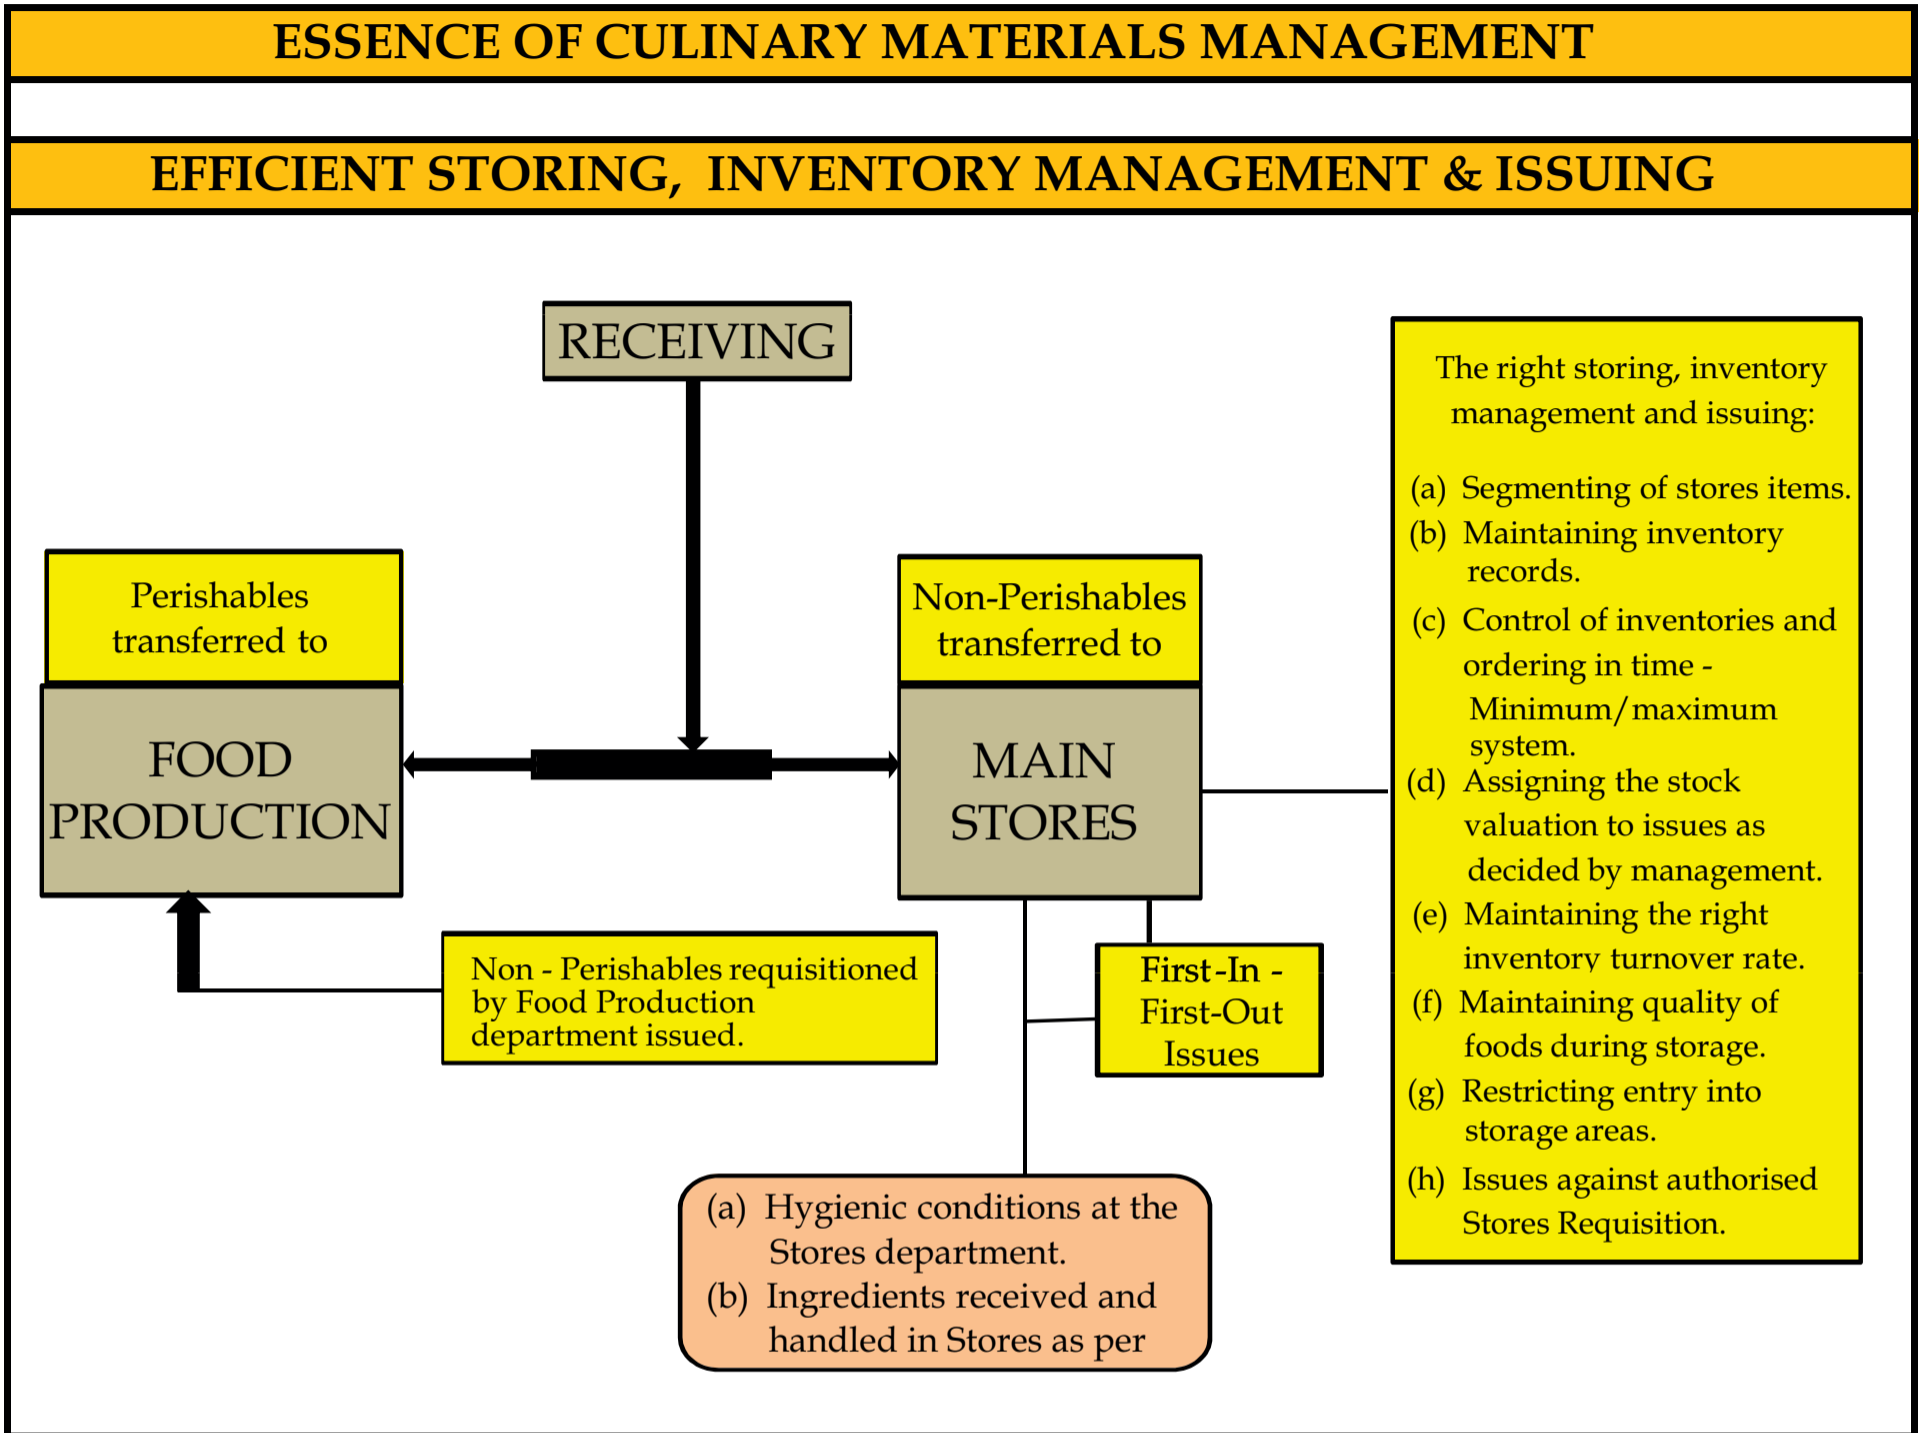 ESSENCE OF CULINARY MATERIALS MANAGEMENT
EFFICIENT STORING, INVENTORY MANAGEMENT & ISSUING
RECEIVING
Perishables
transferred to
FOOD
PRODUCTION
Non-Perishables
transferred to
MAIN
STORES
Non - Perishables requisitioned
by Food Production
department issued.
First-In -
First-Out
Issues
(a) Hygienic conditions at the
Stores department.
(b) Ingredients received and
handled in Stores as per
The right storing, inventory
management and issuing:
(a) Segmenting of stores items.
(b) Maintaining inventory
records.
(c) Control of inventories and
ordering in time -
Minimum/maximum
system.
(d) Assigning the stock
valuation to issues as
decided by management.
(e) Maintaining the right
inventory turnover rate.
(f) Maintaining quality of
foods during storage.
(g) Restricting entry into
storage areas.
(h) Issues against authorised
Stores Requisition.